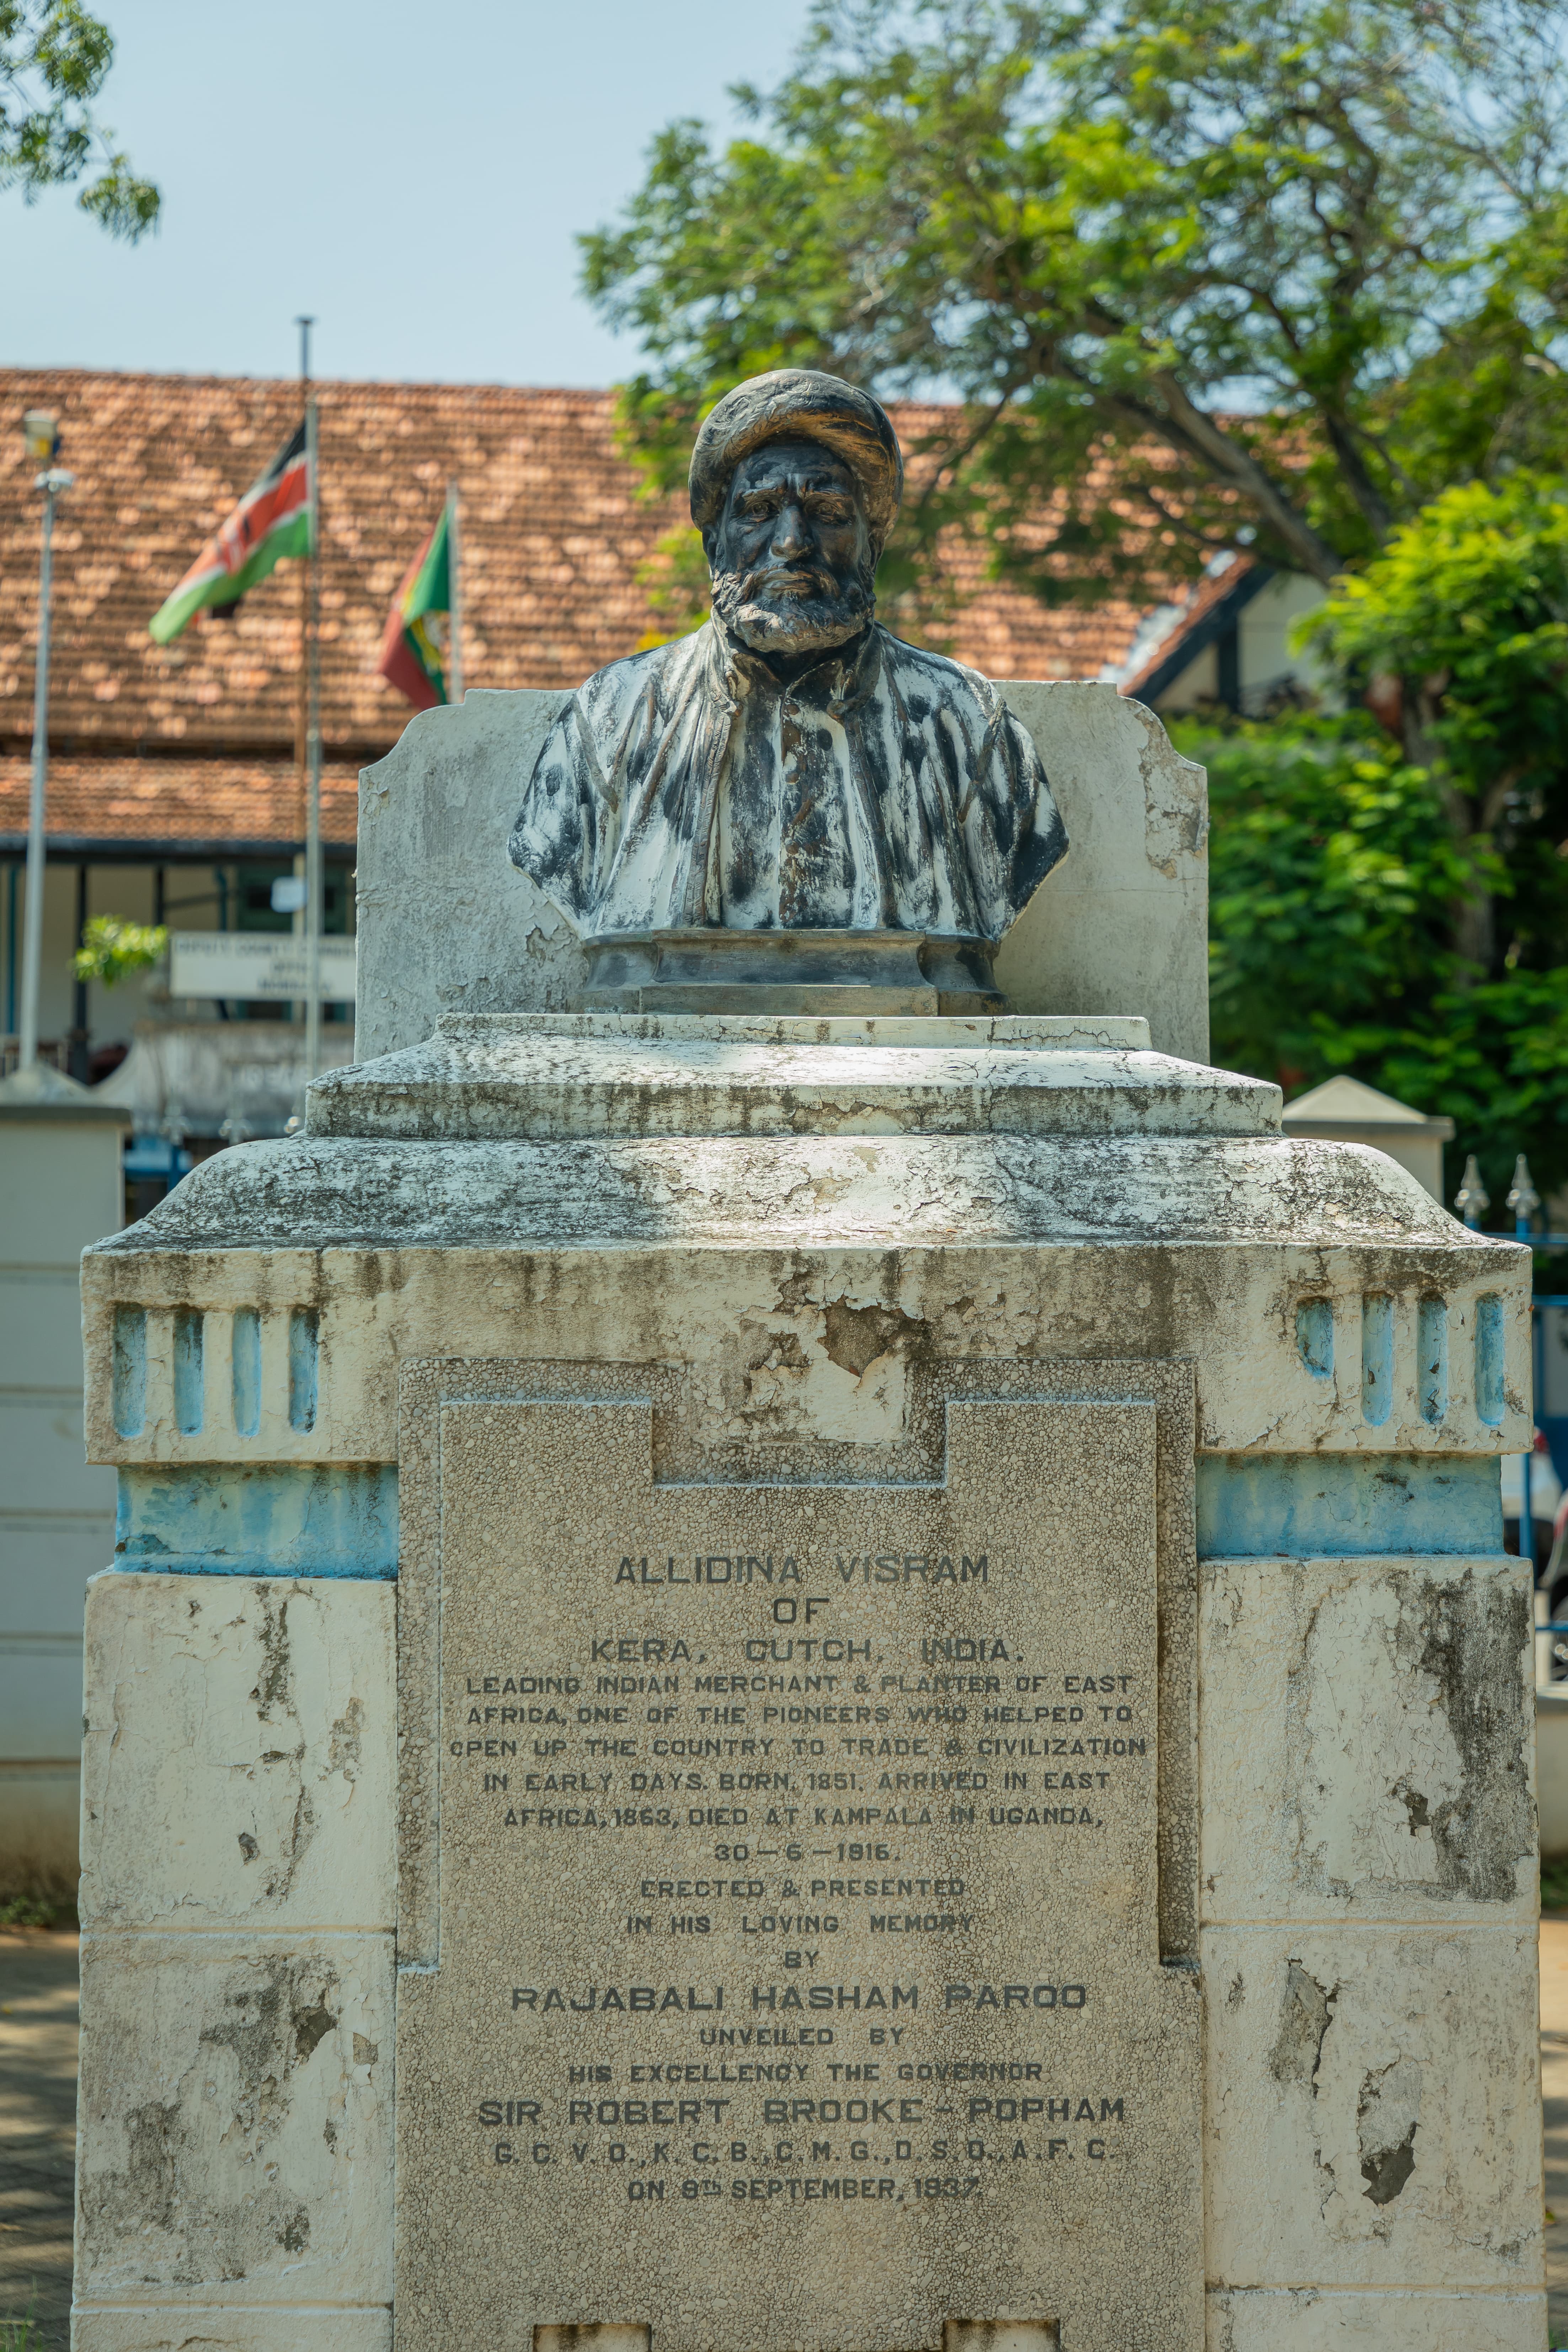 DEPUTY COUNTY
ALLIDINA VISRAM
OF
KERA, CUTCH, INDIA.
LEADING INDIAN MERCHANT & PLANTER OF EAST
AFRICA, ONE OF THE PIONEERS WHO HELPED TO
OPEN UP THE COUNTRY TO TRADE & CIVILIZATION
IN EARLY DAYS. BORN, 1851, ARRIVED IN EAST
AFRICA, 1863, DIED AT KAMPALA IN UGANDA,
30-6-1916.
ERECTED & PRESENTED
IN HIS LOVING MEMORY
BY
RAJABALI HASHAM PAROO
UNVEILED BY
HIS EXCELLENCY THE GOVERNOR
SIR ROBERT BROOKE-POPHAM
G.C.V.O.,K.C.B.,C.M.G.,D.S.O.,A.F.C.
ON 9TH SEPTEMBER, 1937.